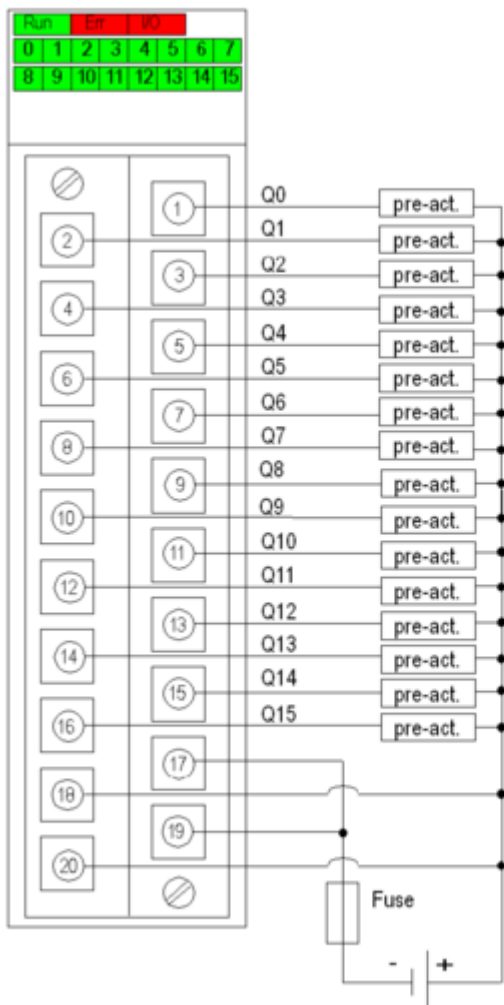 Run Err I/O
0 1 2 3 4 5 6 7
8 9 10 11 12 13 14 15
1 Q0 pre-act.
2 Q1 pre-act.
3 Q2 pre-act.
4 Q3 pre-act.
5 Q4 pre-act.
6 Q5 pre-act.
7 Q6 pre-act.
8 Q7 pre-act.
9 Q8 pre-act.
10 Q9 pre-act.
11 Q10 pre-act.
12 Q11 pre-act.
13 Q12 pre-act.
14 Q13 pre-act.
15 Q14 pre-act.
16 Q15 pre-act.
17
18
19
20
Fuse
- +